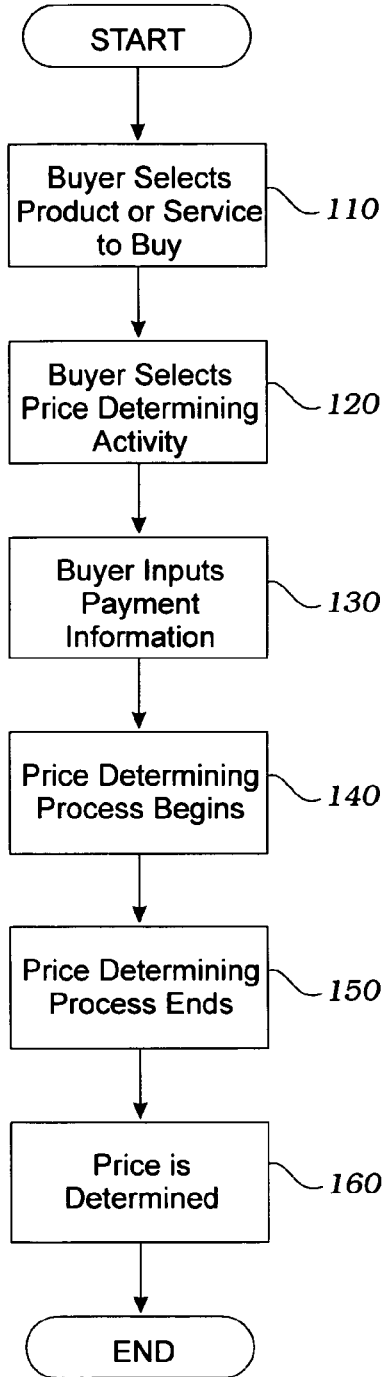 START
Buyer Selects
Product or Service
to Buy
110
Buyer Selects
Price Determining
Activity
120
Buyer Inputs
Payment
Information
130
Price Determining
Process Begins
140
Price Determining
Process Ends
150
Price is
Determined
160
END